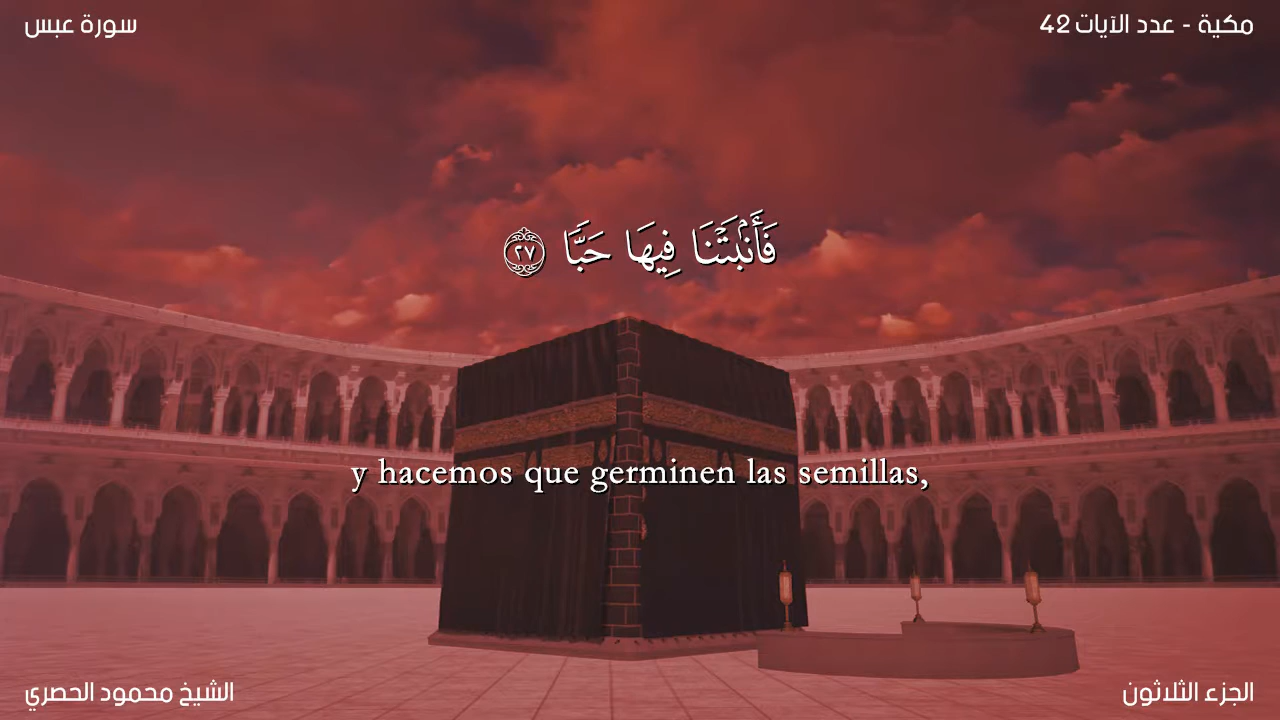 سورة عبس
مكية - عدد الآيات 42
فَأَنۢبَتۡنَا فِيهَا حَبّٗا ٢٧
y hacemos que germinen las semillas,
الشيخ محمود الحصري
الجزء الثلاثون